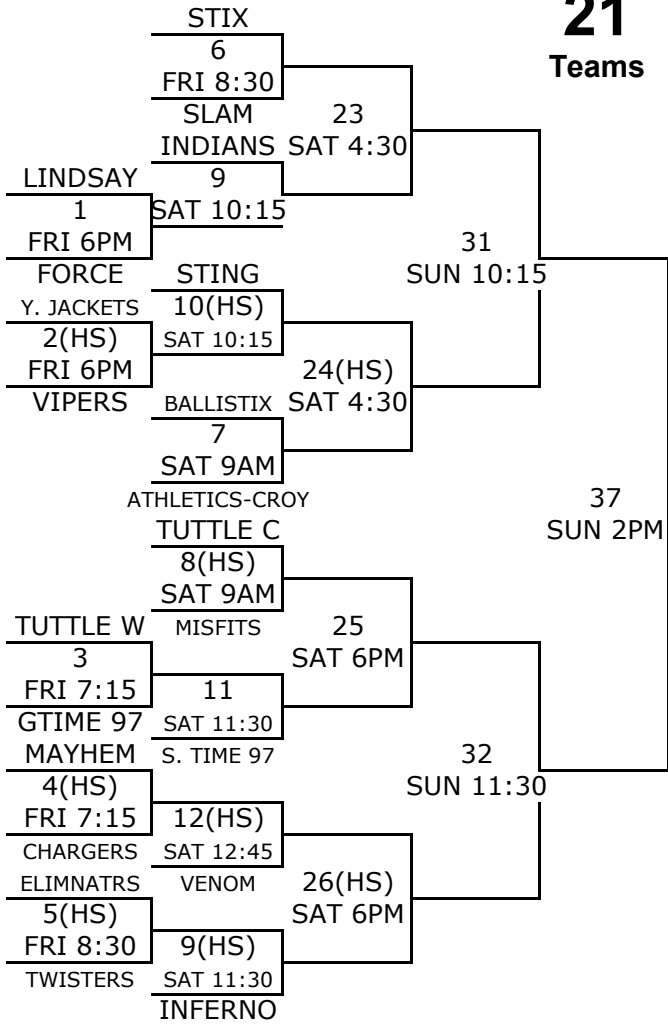 STIX
21
Teams
6
FRI 8:30
SLAM
23
INDIANS
SAT 4:30
LINDSAY
9
1
SAT 10:15
FRI 6PM
31
FORCE
STING
SUN 10:15
Y. JACKETS
10(HS)
2(HS)
SAT 10:15
FRI 6PM
24(HS)
VIPERS
BALLISTIX
SAT 4:30
7
SAT 9AM
ATHLETICS-CROY
37
TUTTLE C
SUN 2PM
8(HS)
SAT 9AM
TUTTLE W
MISFITS
25
3
SAT 6PM
FRI 7:15
11
GTIME 97
SAT 11:30
MAYHEM
S. TIME 97
32
4(HS)
SUN 11:30
FRI 7:15
12(HS)
CHARGERS
SAT 12:45
ELIMNATRS
VENOM
26(HS)
5(HS)
SAT 6PM
FRI 8:30
9(HS)
TWISTERS
SAT 11:30
INFERNO